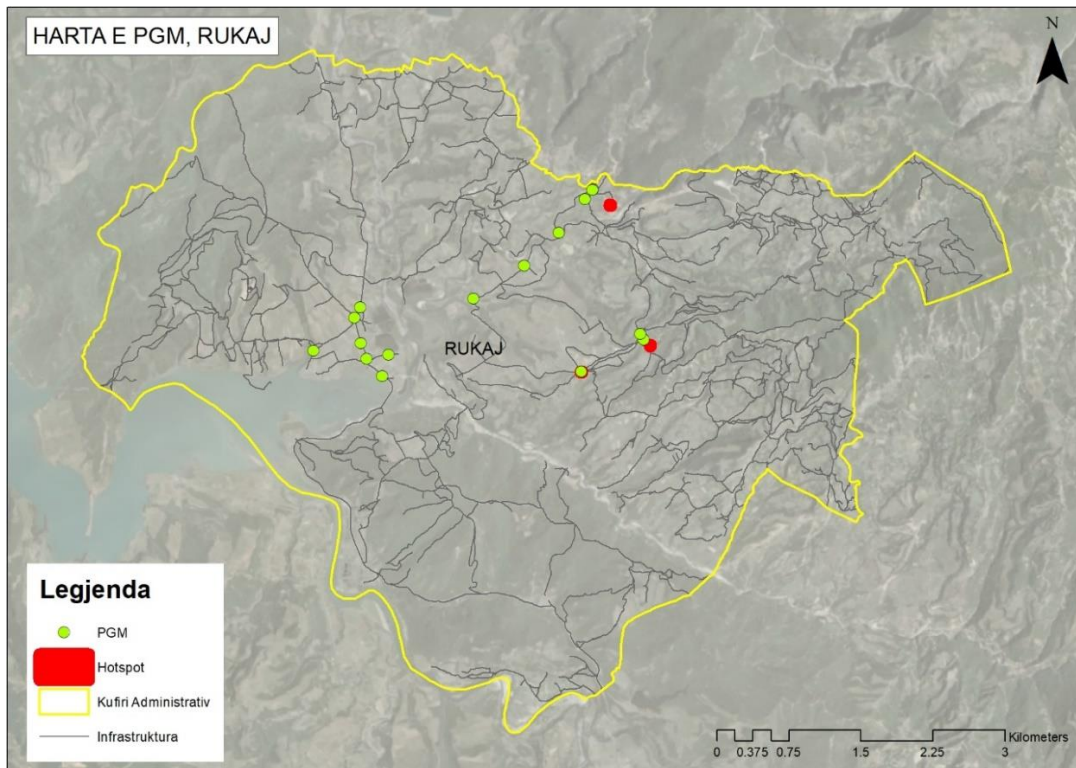 HARTA E PGM, RUKAJ
N
RUKAJ
Legjenda
PGM
Hotspot
Kufiri Administrativ
Infrastruktura
Kilometers
0 0.375 0.75 1.5 2.25 3